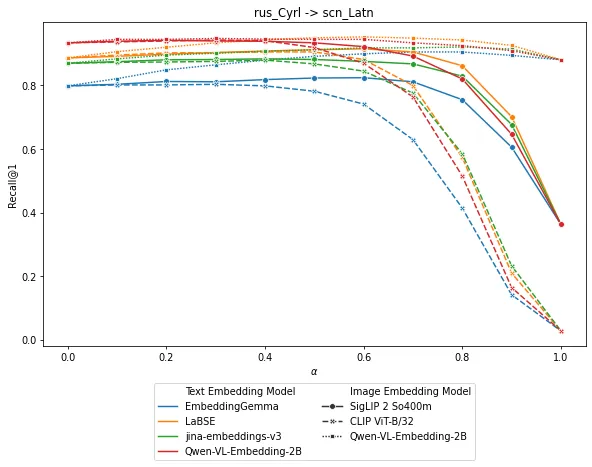 rus_Cyrl -> scn_Latn
Recall@1
0.8
0.6
0.4
0.2
0.0
0.0 0.2 0.4 0.6 0.8 1.0
α
Text Embedding Model
EmbeddingGemma
LaBSE
jina-embeddings-v3
Qwen-VL-Embedding-2B
Image Embedding Model
SigLIP 2 So400m
CLIP ViT-B/32
Qwen-VL-Embedding-2B